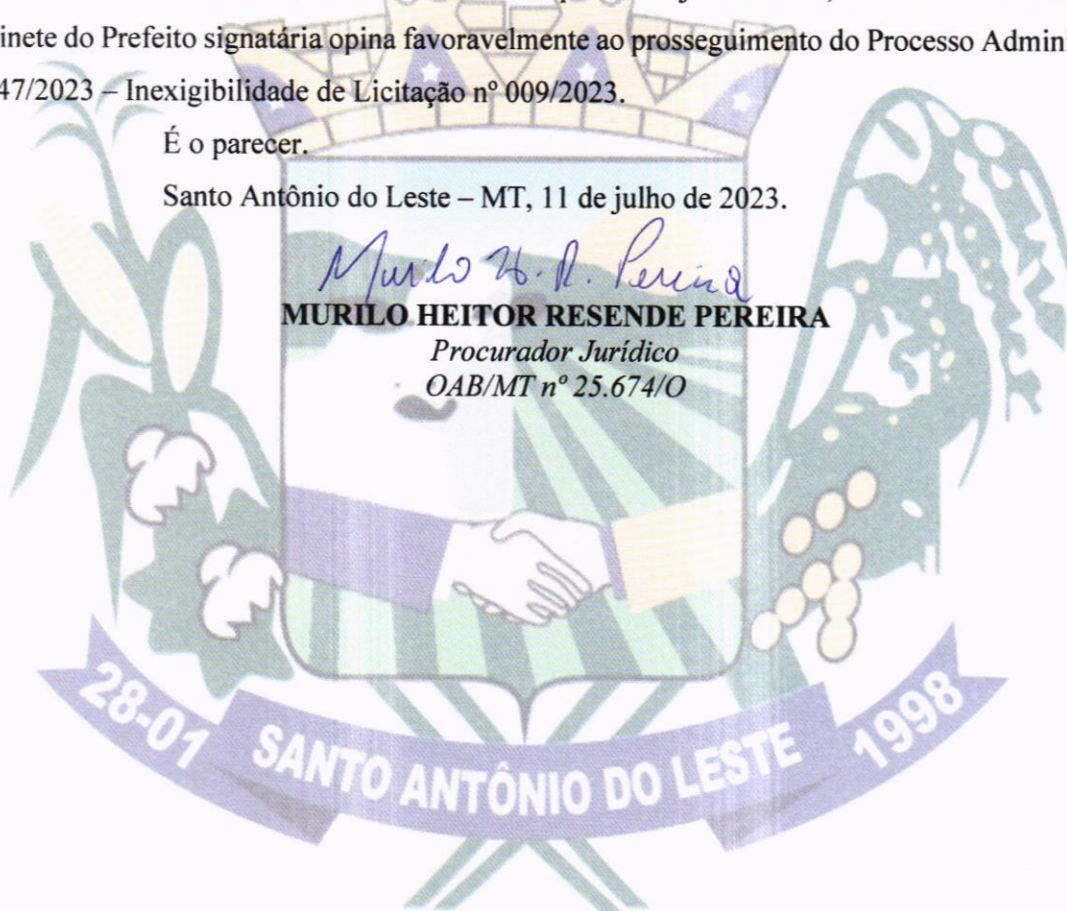 inete do Prefeito signatária opina favoravelmente ao prosseguimento do Processo Admini
47/2023 – Inexigibilidade de Licitação nº 009/2023.
É o parecer.
Santo Antônio do Leste – MT, 11 de julho de 2023.
Murilo H. R. Pereira
MURILO HEITOR RESENDE PEREIRA
Procurador Jurídico
OAB/MT nº 25.674/O
28-01 SANTO ANTÔNIO DO LESTE 1998